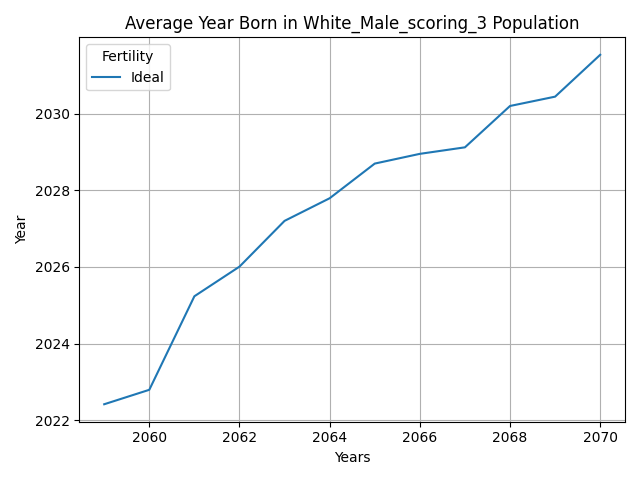 Average Year Born in White_Male_scoring_3 Population
Fertility
Ideal
Year
2030
2028
2026
2024
2022
2060 2062 2064 2066 2068 2070
Years